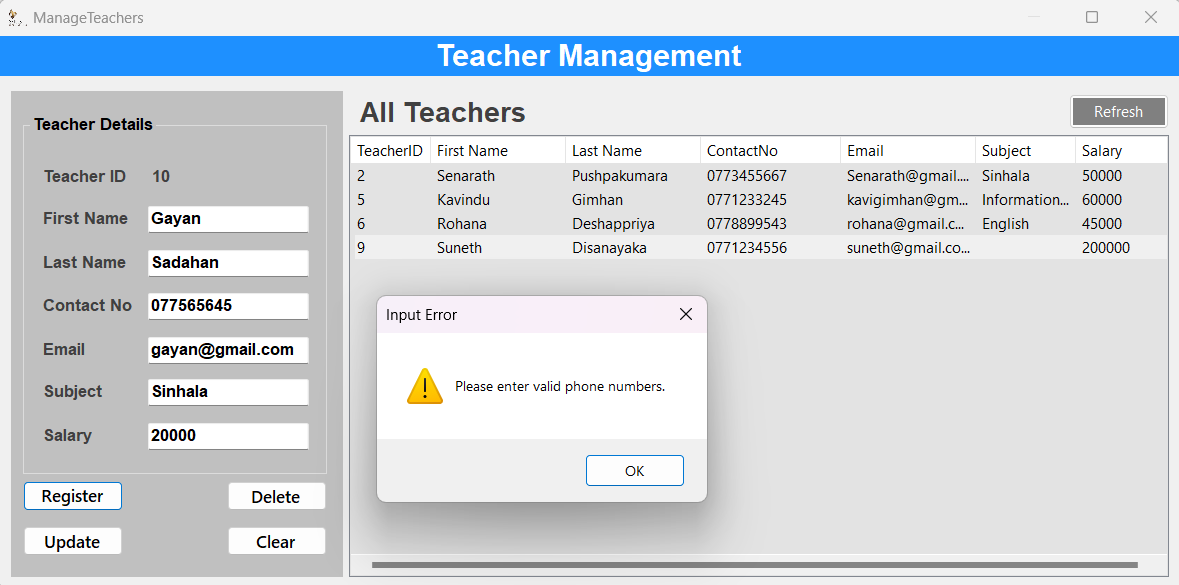 ManageTeachers
Teacher Management
Teacher Details
Teacher ID 10
First Name Gayan
Last Name Sadahan
Contact No 077565645
Email gayan@gmail.com
Subject Sinhala
Salary 20000
Register Delete
Update Clear
All Teachers Refresh
TeacherID First Name Last Name ContactNo Email Subject Salary
2 Senarath Pushpakumara 0773455667 Senarath@gmail.... Sinhala 50000
5 Kavindu Gimhan 0771233245 kavigimhan@gm... Information... 60000
6 Rohana Deshappriya 0778899543 rohana@gmail.c... English 45000
9 Suneth Disanayaka 0771234556 suneth@gmail.co... 200000
Input Error
Please enter valid phone numbers.
OK